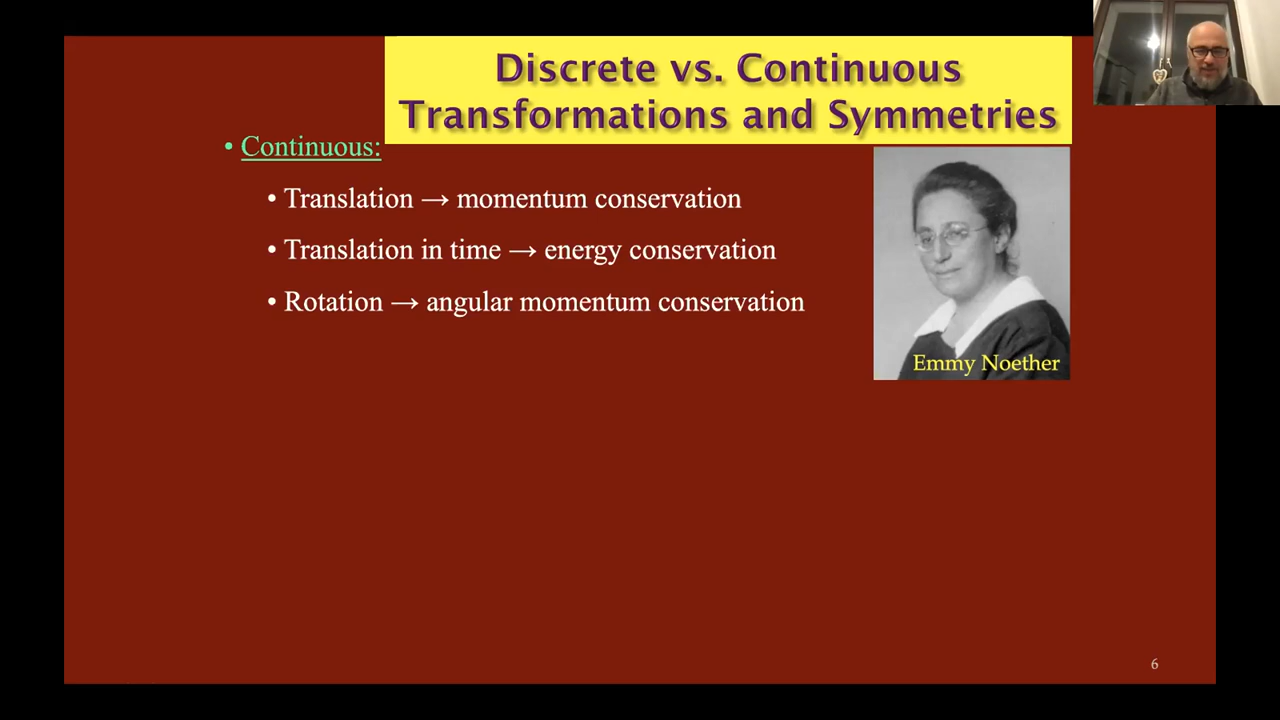 Discrete vs. Continuous
Transformations and Symmetries
• Continuous:
• Translation → momentum conservation
• Translation in time → energy conservation
• Rotation → angular momentum conservation
Emmy Noether
6